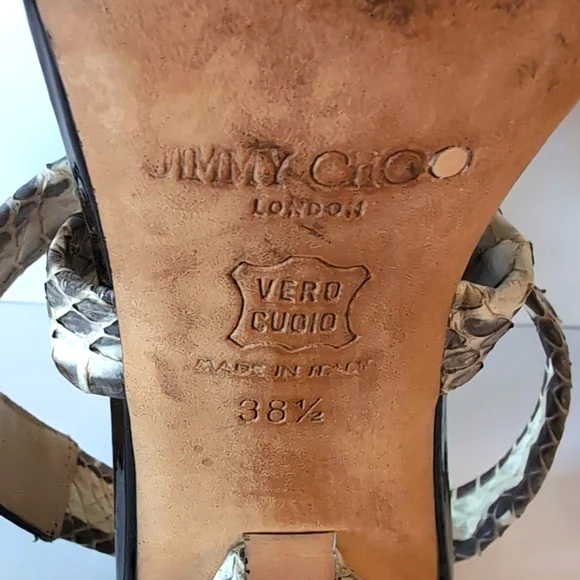 JIMMY CHOO
LONDON
VERO
CUOIO
MADE IN ITALY
38½